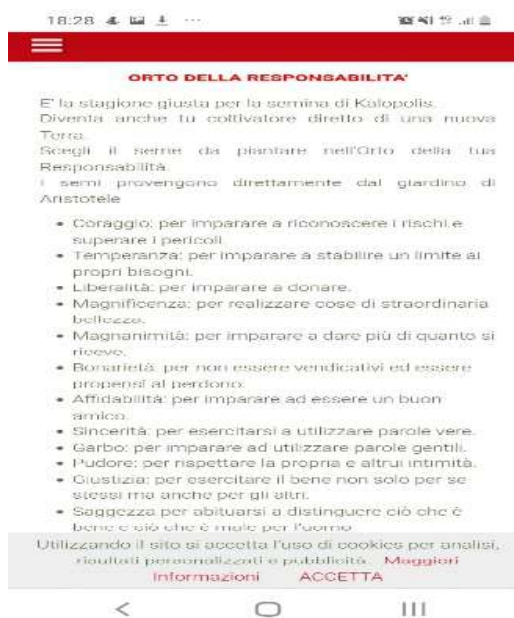 18:28
ORTO DELLA RESPONSABILITA'
E' la stagione giusta per la semina di Kalopolis.
Diventa anche tu coltivatore diretto di una nuova
Terra.
Scegli il seme da piantare nell'Orto della tua
Responsabilità.
I semi provengono direttamente dal giardino di
Aristotele
• Coraggio: per imparare a riconoscere i rischi e
superare i pericoli.
• Temperanza: per imparare a stabilire un limite ai
propri bisogni.
• Liberalità: per imparare a donare.
• Magnificenza: per realizzare cose di straordinaria
bellezza.
• Magnanimità: per imparare a dare più di quanto si
riceve.
• Bonarietà: per non essere vendicativi ed essere
propensi al perdono.
• Affidabilità: per imparare ad essere un buon
amico.
• Sincerità: per esercitarsi a utilizzare parole vere.
• Garbo: per imparare ad utilizzare parole gentili.
• Pudore: per rispettare la propria e altrui intimità.
• Giustizia: per esercitare il bene non solo per se
stessi ma anche per gli altri.
• Saggezza per abituarsi a distinguere ciò che è
bene e ciò che è male per l'uomo
Utilizzando il sito si accetta l'uso di cookies per analisi,
risultati personalizzati e pubblicità. Maggiori
Informazioni ACCETTA